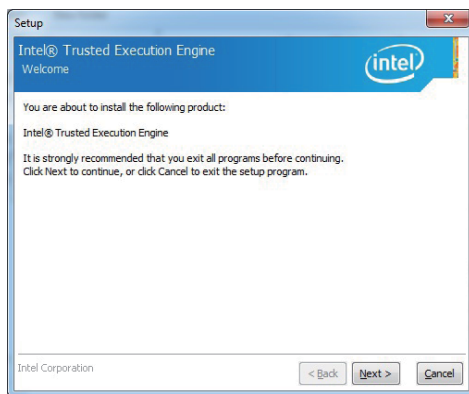 Setup
Intel® Trusted Execution Engine
Welcome
intel
You are about to install the following product:
Intel® Trusted Execution Engine
It is strongly recommended that you exit all programs before continuing.
Click Next to continue, or click Cancel to exit the setup program.
Intel Corporation
< Back
Next >
Cancel